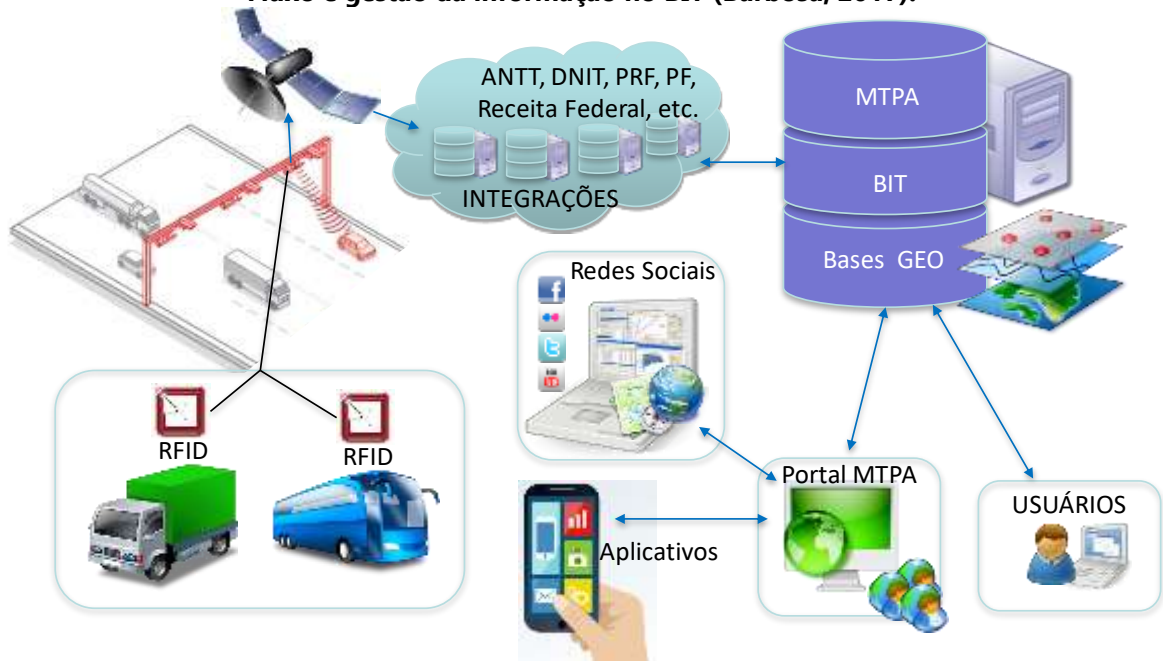 ANTT, DNIT, PRF, PF,
Receita Federal, etc.
INTEGRAÇÕES
MTPA
BIT
Bases GEO
Redes Sociais
RFID
RFID
Portal MTPA
Aplicativos
USUÁRIOS